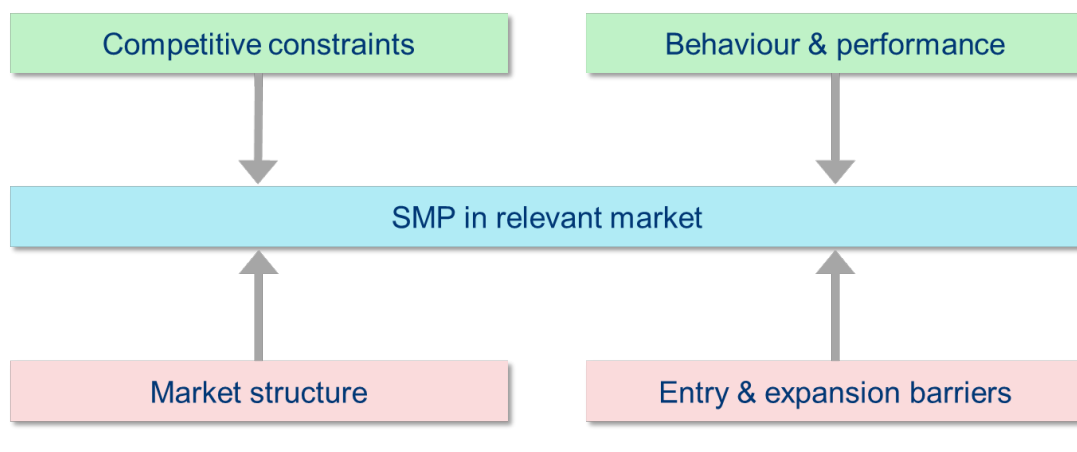 Competitive constraints
Behaviour & performance
SMP in relevant market
Market structure
Entry & expansion barriers